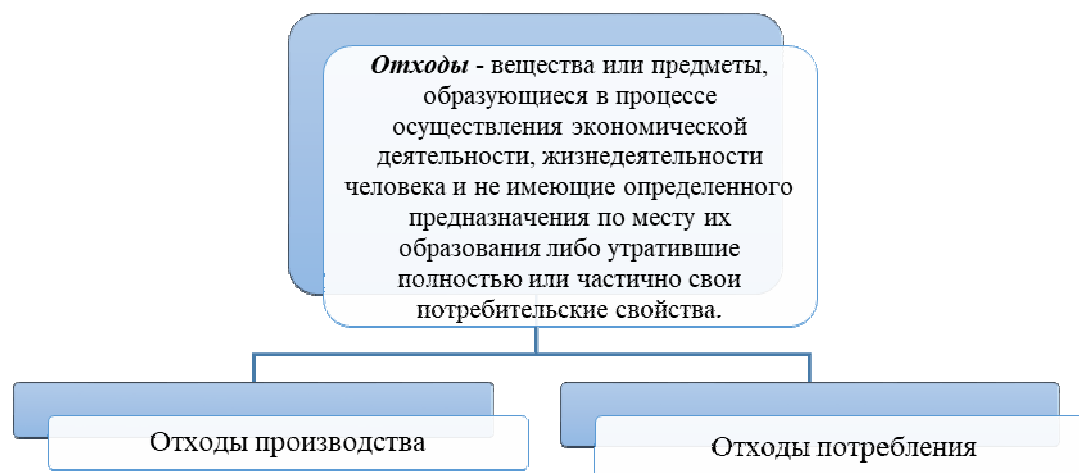 Отходы - вещества или предметы,
образующиеся в процессе
осуществления экономической
деятельности, жизнедеятельности
человека и не имеющие определенного
предназначения по месту их
образования либо утратившие
полностью или частично свои
потребительские свойства.
Отходы производства
Отходы потребления